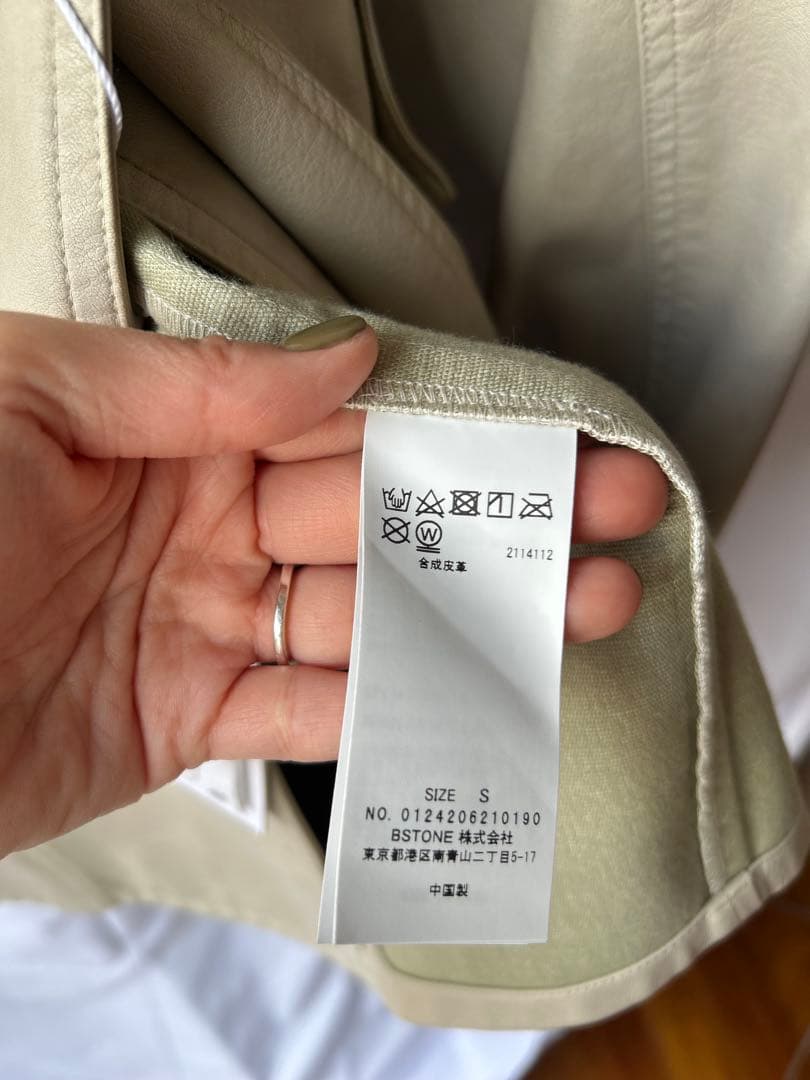 W
2114112
合成皮革
SIZE S
NO. 0124206210190
BSTONE 株式会社
東京都港区南青山二丁目5-17
中国製